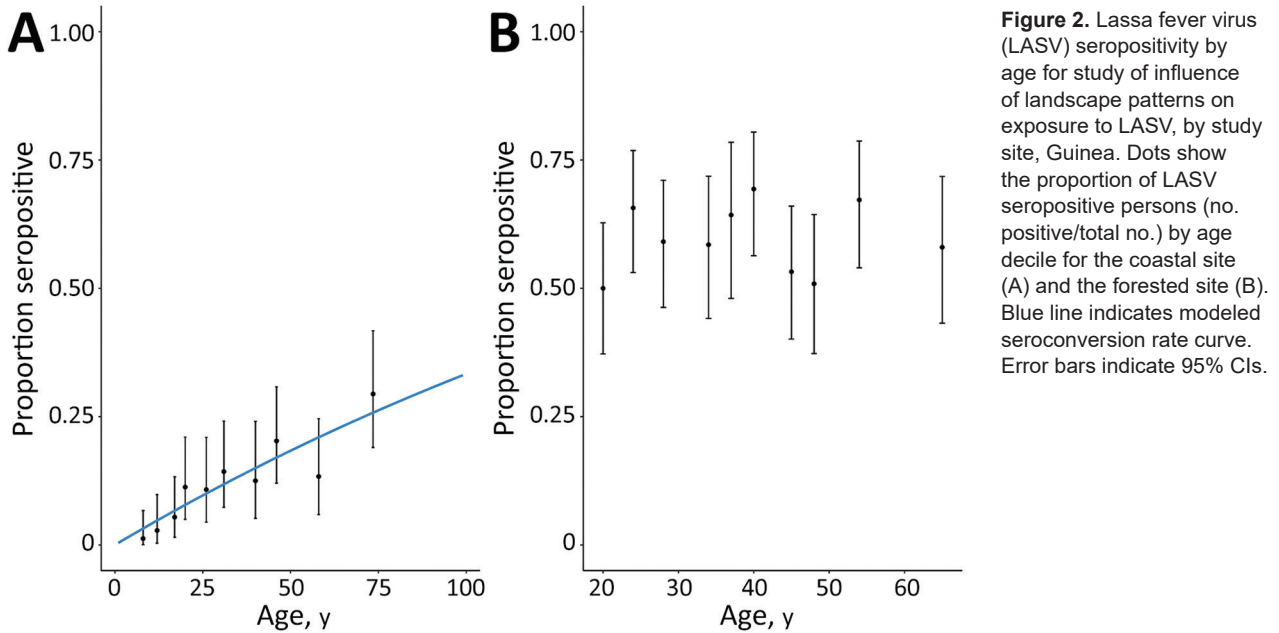 A
1.00
0.75
0.50
0.25
0
Proportion seropositive
0
25
50
75
100
Age, y
B
1.00
0.75
0.50
0.25
0
Proportion seropositive
20
30
40
50
60
Age, y
Figure 2. Lassa fever virus
(LASV) seropositivity by
age for study of influence
of landscape patterns on
exposure to LASV, by study
site, Guinea. Dots show
the proportion of LASV
seropositive persons (no.
positive/total no.) by age
decile for the coastal site
(A) and the forested site (B).
Blue line indicates modeled
seroconversion rate curve.
Error bars indicate 95% CIs.